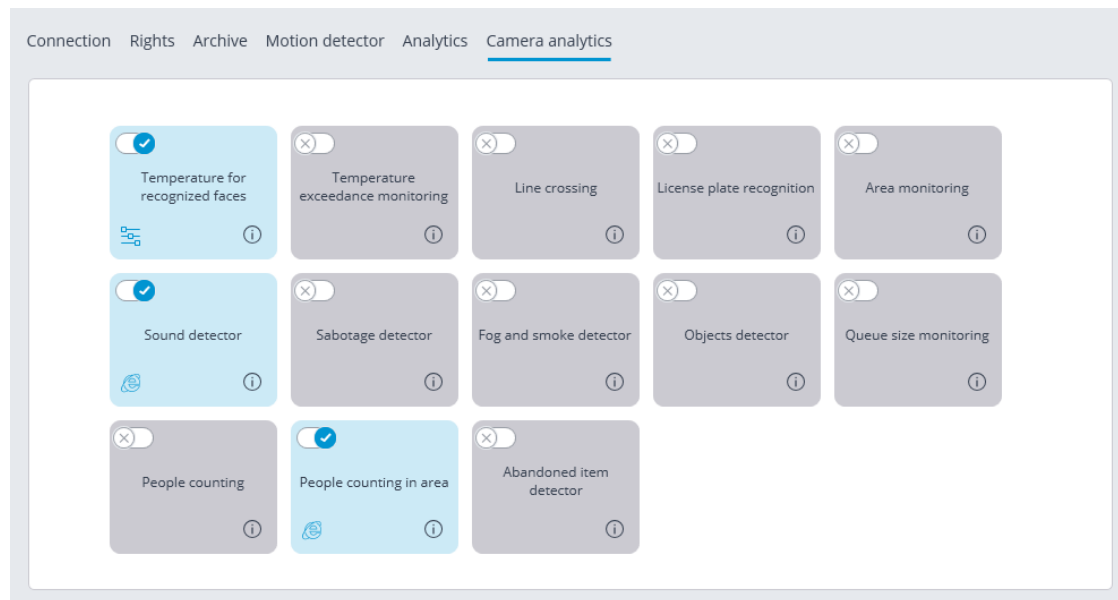 Connection Rights Archive Motion detector Analytics Camera analytics
Temperature for
recognized faces
Temperature
exceedance monitoring
Line crossing
License plate recognition
Area monitoring
Sound detector
Sabotage detector
Fog and smoke detector
Objects detector
Queue size monitoring
People counting
People counting in area
Abandoned item
detector